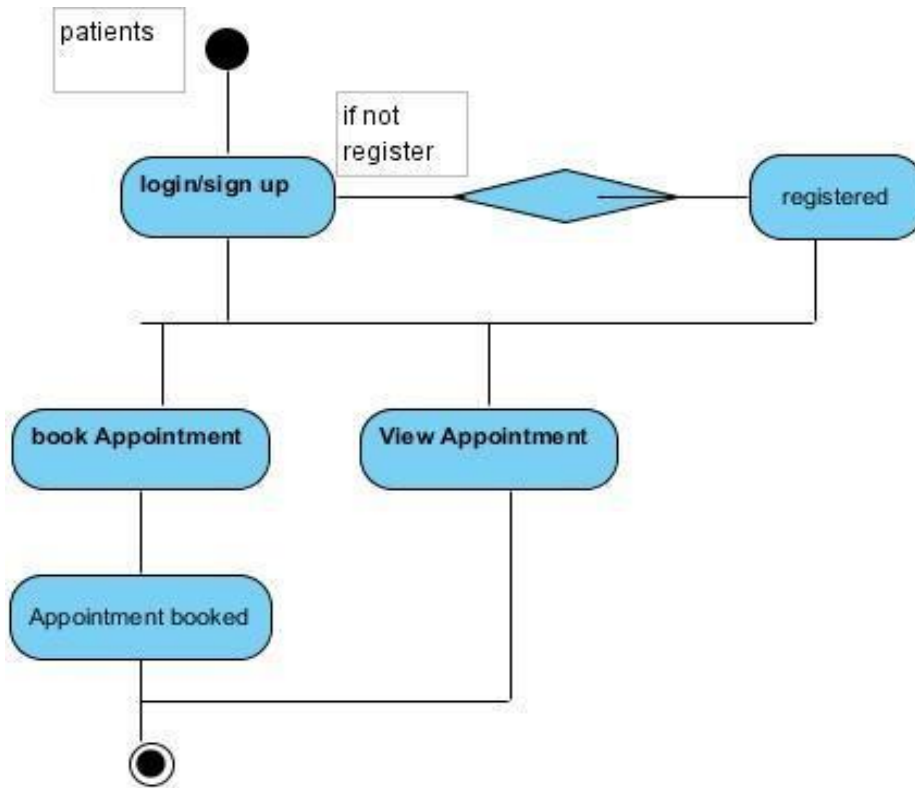 patients
if not
register
login/sign up
registered
book Appointment
View Appointment
Appointment booked